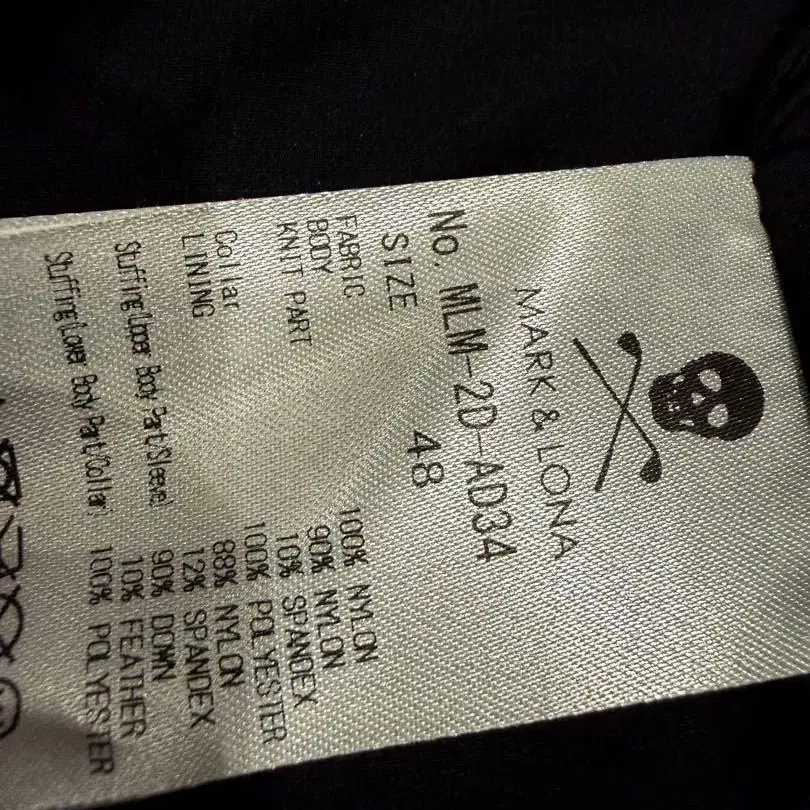 MARK & LONA
No. MLM-2D-AD34
SIZE 48
FABRIC
BODY 100% NYLON
KNIT PART 90% NYLON
10% SPANDEX
Collar 100% POLYESTER
LINING 88% NYLON
12% SPANDEX
Stuffing(Upper Body Part/Sleeve) 90% DOWN
10% FEATHER
Stuffing(Lower Body Part/Collar) 100% POLYESTER